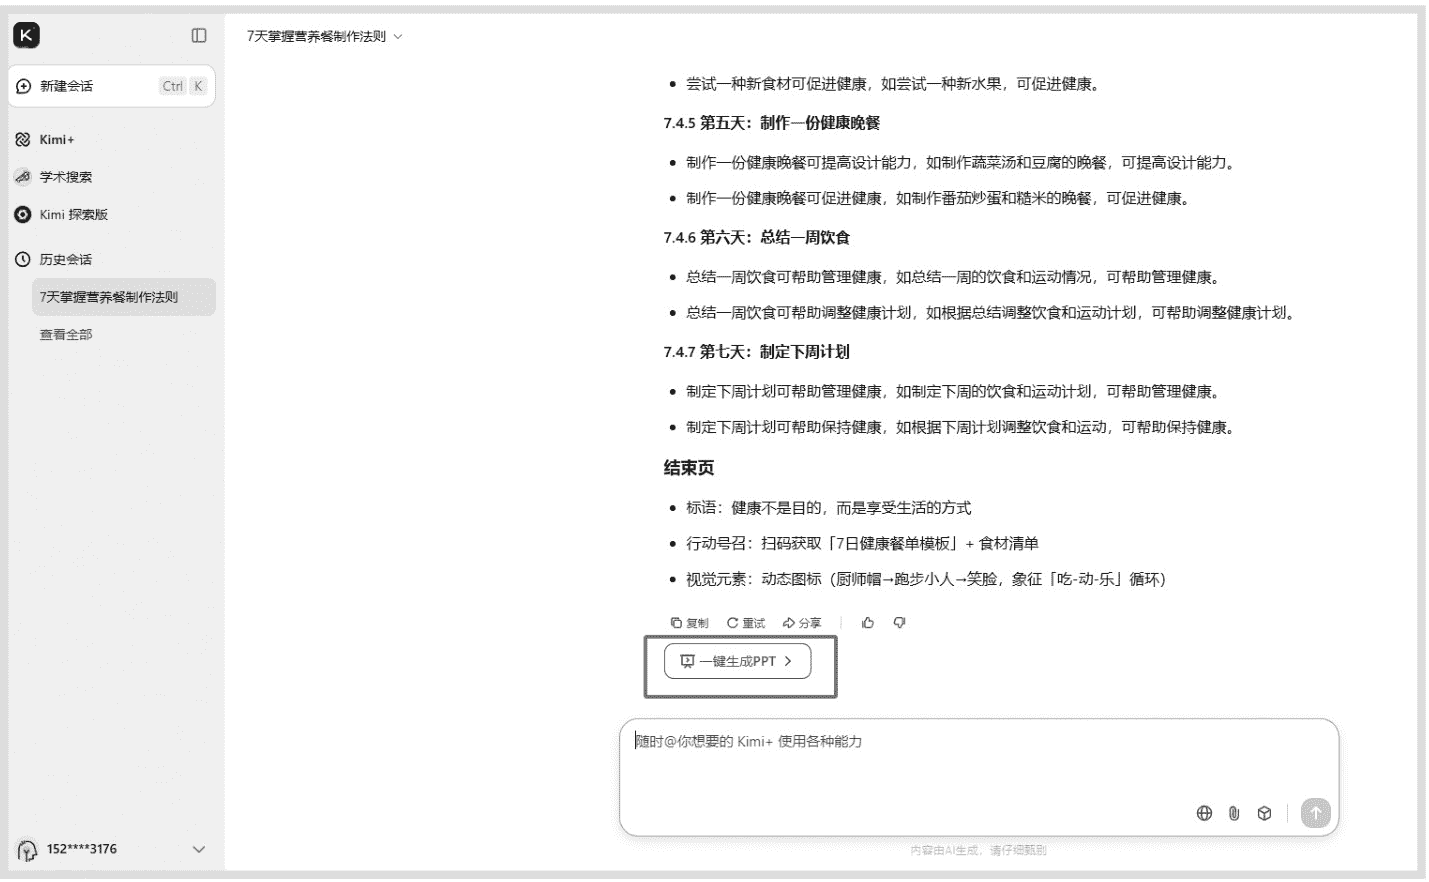 K
7天掌握营养餐制作法则
新建会话 Ctrl K
Kimi+
学术搜索
Kimi 探索版
历史会话
7天掌握营养餐制作法则
查看全部
152****3176
• 尝试一种新食材可促进健康，如尝试一种新水果，可促进健康。
7.4.5 第五天：制作一份健康晚餐
• 制作一份健康晚餐可提高设计能力，如制作蔬菜汤和豆腐的晚餐，可提高设计能力。
• 制作一份健康晚餐可促进健康，如制作番茄炒蛋和糙米的晚餐，可促进健康。
7.4.6 第六天：总结一周饮食
• 总结一周饮食可帮助管理健康，如总结一周的饮食和运动情况，可帮助管理健康。
• 总结一周饮食可帮助调整健康计划，如根据总结调整饮食和运动计划，可帮助调整健康计划。
7.4.7 第七天：制定下周计划
• 制定下周计划可帮助管理健康，如制定下周的饮食和运动计划，可帮助管理健康。
• 制定下周计划可帮助保持健康，如根据下周计划调整饮食和运动，可帮助保持健康。
结束页
• 标语：健康不是目的，而是享受生活的方式
• 行动号召：扫码获取「7日健康餐单模板」+ 食材清单
• 视觉元素：动态图标（厨师帽→跑步小人→笑脸，象征「吃-动-乐」循环）
复制 重试 分享
一键生成PPT
随时@你想要的 Kimi+ 使用各种能力
内容由AI生成，请仔细甄别